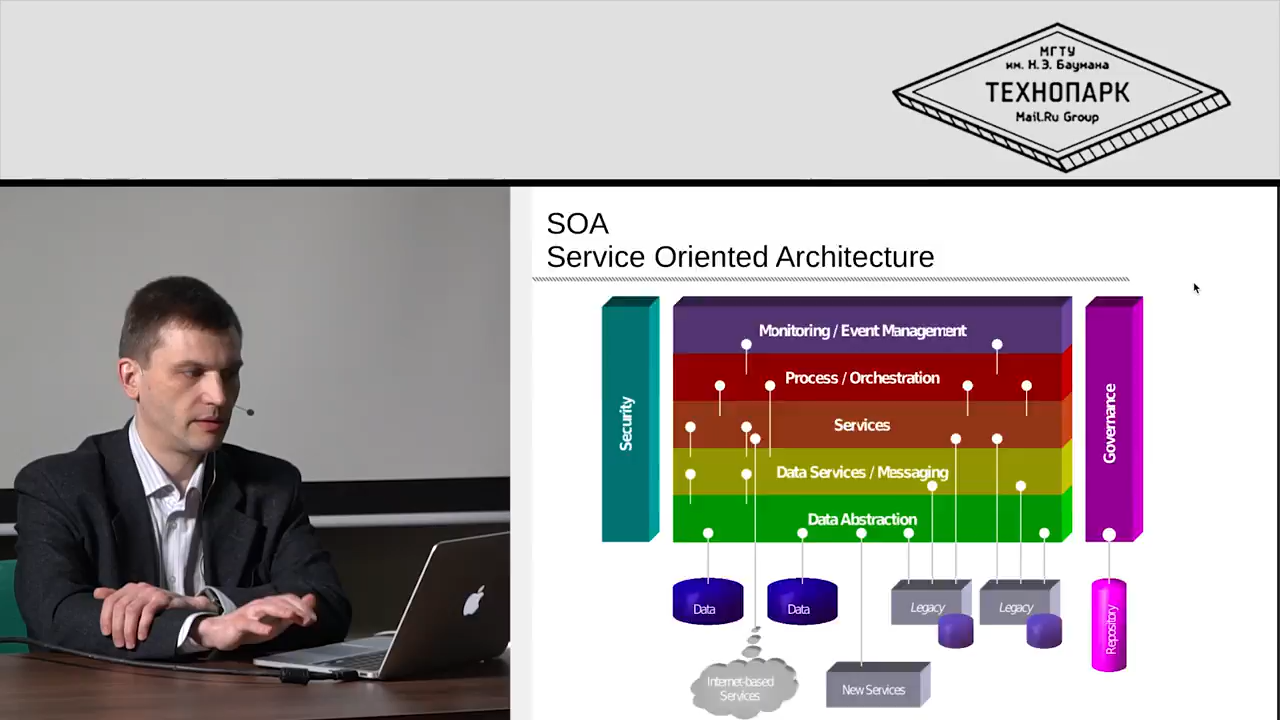 МГТУ
им. Н.Э. Баумана
ТЕХНОПАРК
Mail.Ru Group
SOA
Service Oriented Architecture
Monitoring / Event Management
Process / Orchestration
Services
Data Services / Messaging
Data Abstraction
Security
Governance
Data
Data
Legacy
Legacy
Repository
Internet-based
Services
New Services